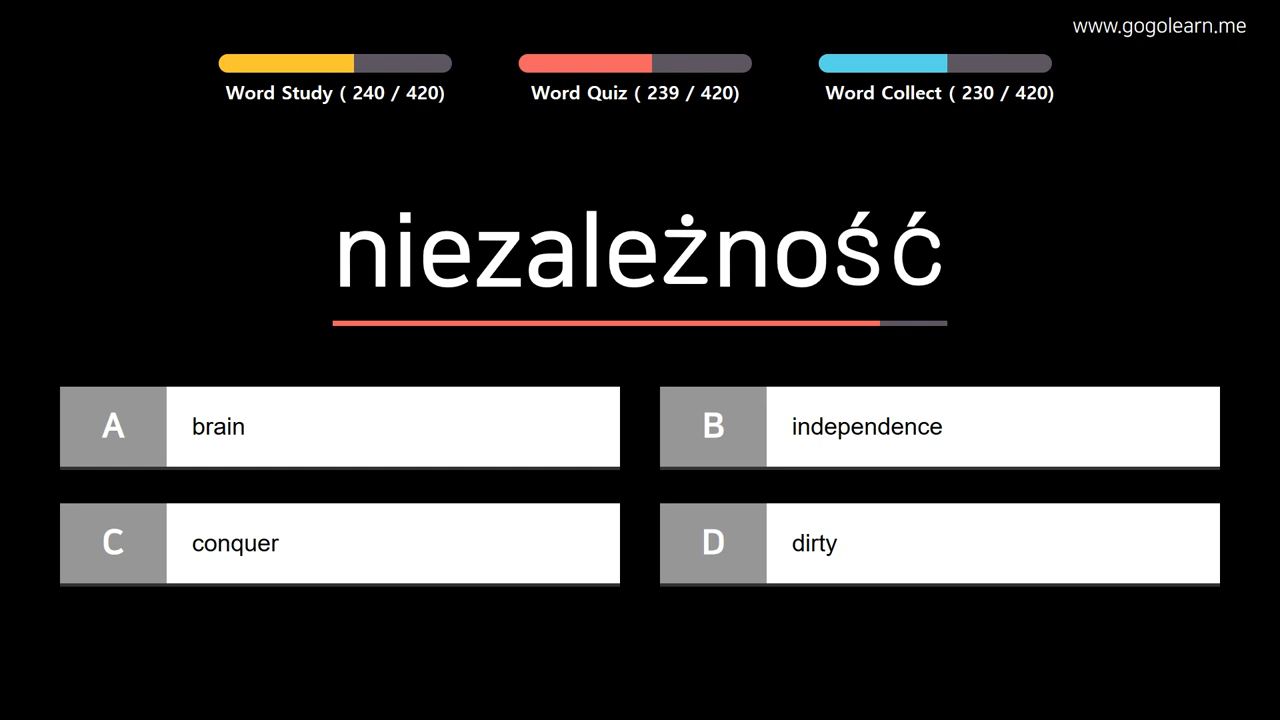 www.gogolearn.me
Word Study ( 240 / 420)
Word Quiz ( 239 / 420)
Word Collect ( 230 / 420)
niezależność
A brain
B independence
C conquer
D dirty